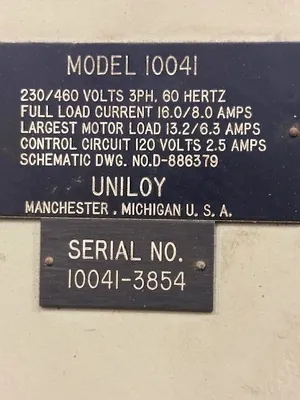 MODEL 10041
230/460 VOLTS 3PH, 60 HERTZ
FULL LOAD CURRENT 16.0/8.0 AMPS
LARGEST MOTOR LOAD 13.2/6.3 AMPS
CONTROL CIRCUIT 120 VOLTS 2.5 AMPS
SCHEMATIC DWG. NO.D-886379
UNILOY
MANCHESTER, MICHIGAN U. S. A.
SERIAL NO.
10041-3854